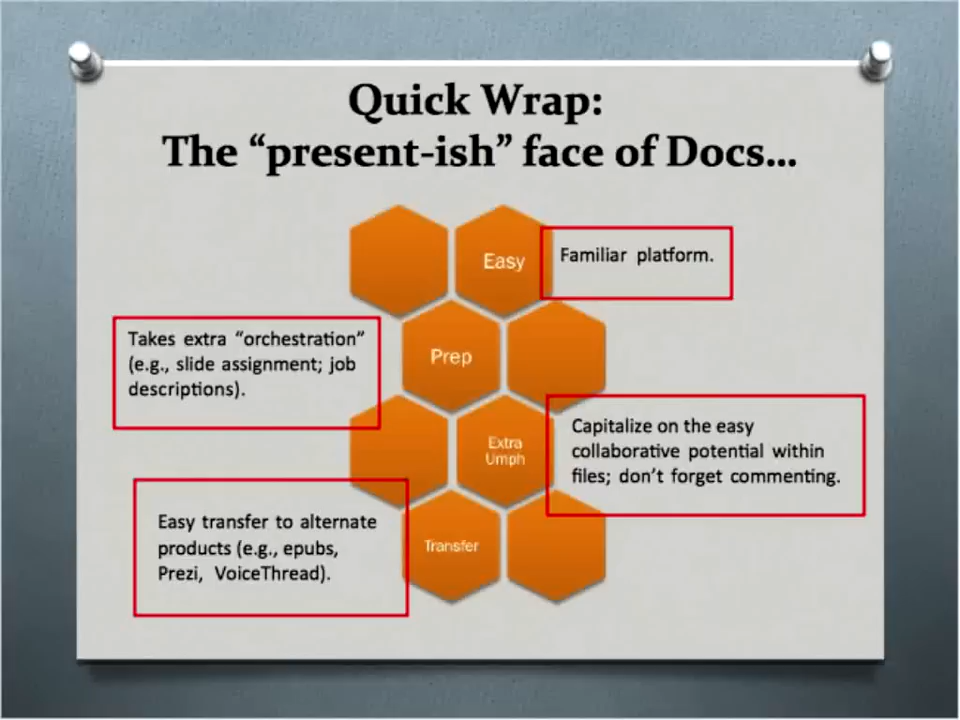 Quick Wrap:
The “present-ish” face of Docs...
Easy
Familiar platform.
Takes extra “orchestration”
(e.g., slide assignment; job
descriptions).
Prep
Extra
Umph
Capitalize on the easy
collaborative potential within
files; don’t forget commenting.
Easy transfer to alternate
products (e.g., epubs,
Prezi, VoiceThread).
Transfer